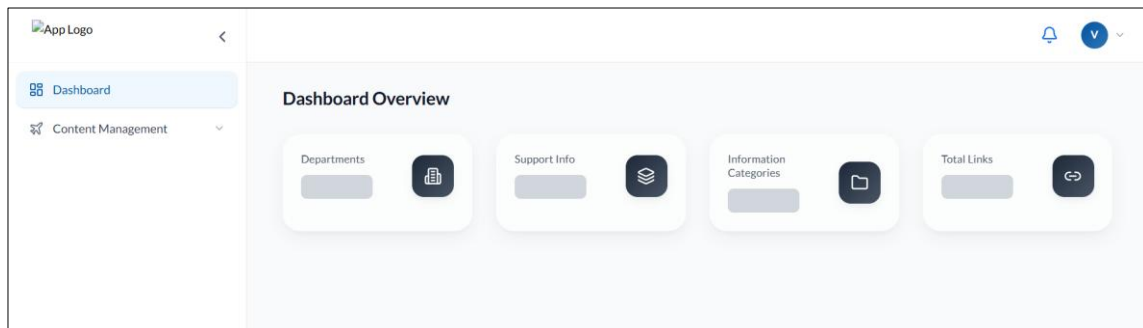 App Logo
V
Dashboard
Content Management
Dashboard Overview
Departments
Support Info
Information
Categories
Total Links